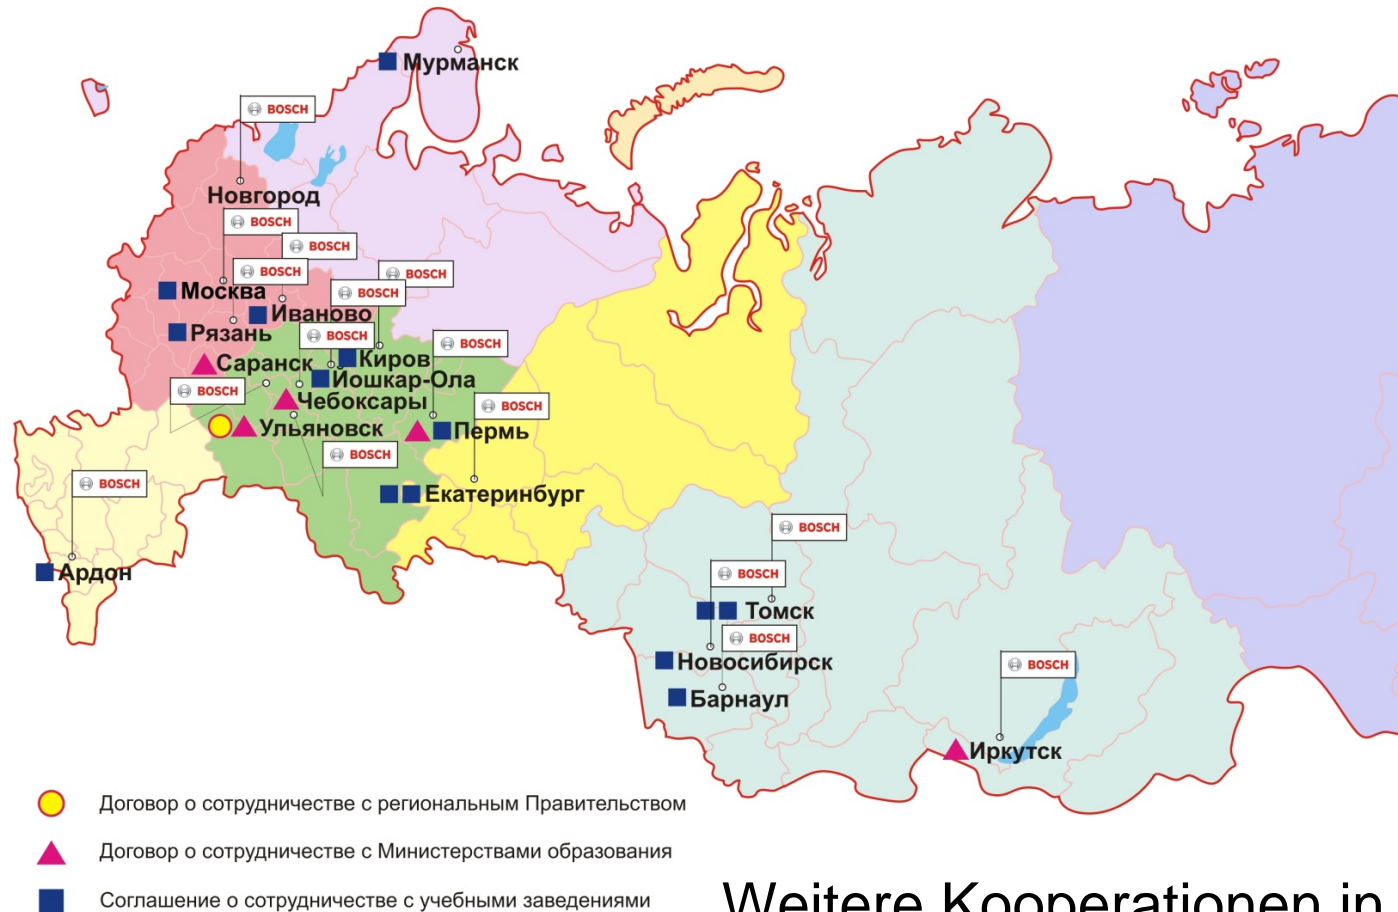 Мурманск
BOSCH
Новгород
BOSCH
BOSCH
BOSCH
BOSCH
BOSCH
Москва
Иваново
Рязань
BOSCH
BOSCH
Саранск
Киров
Йошкар-Ола
BOSCH
Чебоксары
BOSCH
Ульяновск
Пермь
BOSCH
BOSCH
Екатеринбург
BOSCH
Ардон
BOSCH
Томск
BOSCH
Новосибирск
BOSCH
Барнаул
Иркутск
Договор о сотрудничестве с региональным Правительством
Договор о сотрудничестве с Министерствами образования
Соглашение о сотрудничестве с учебными заведениями
Weitere Kooperationen in